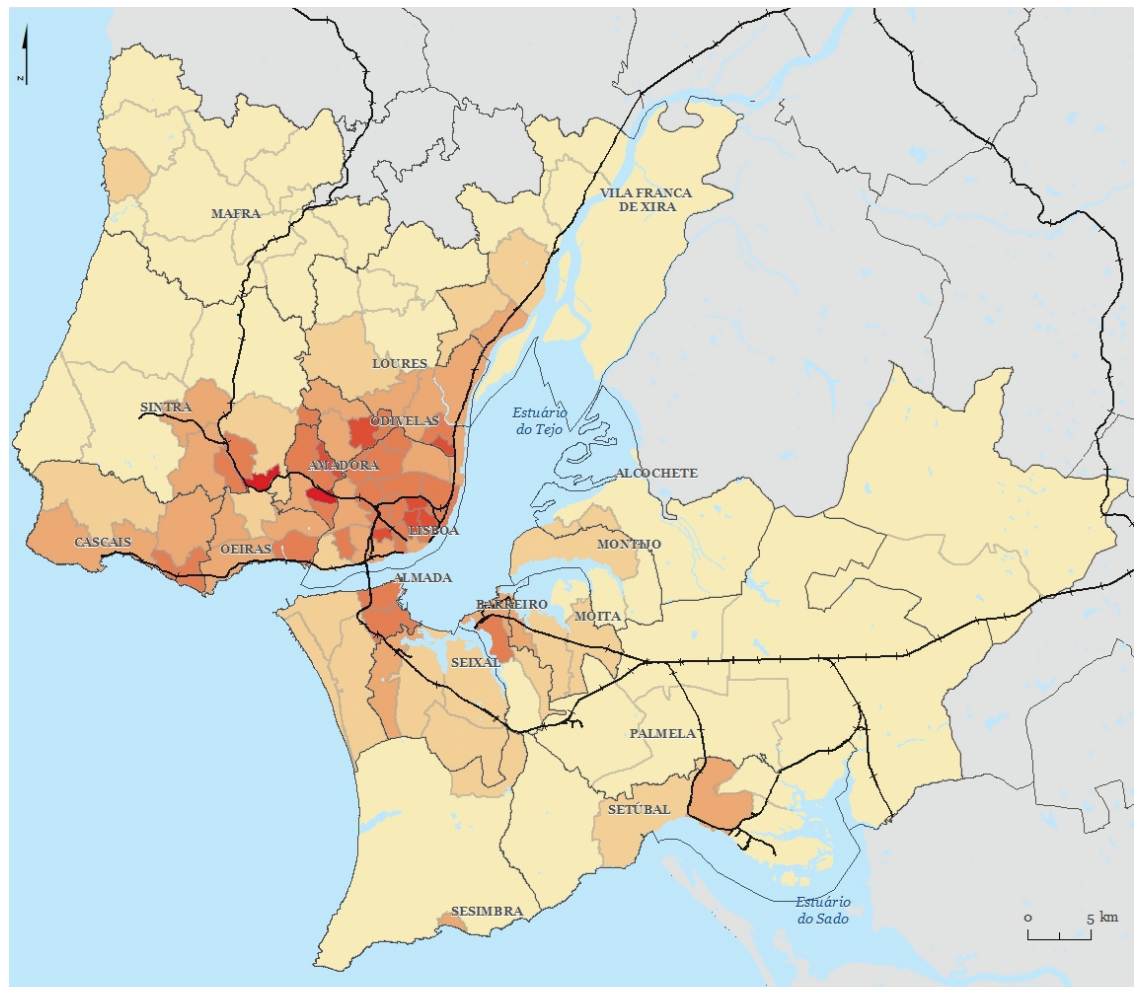 N
VILA FRANCA
DE XIRA
MAFRA
LOURES
SINTRA
ODIVELAS
Estuário
do Tejo
AMADORA
ALCOCHETE
LISBOA
CASCAIS
OEIRAS
MONTIJO
ALMADA
BARREIRO
MOITA
SEIXAL
PALMELA
SETÚBAL
SESIMBRA
Estuário
do Sado
0 5 km